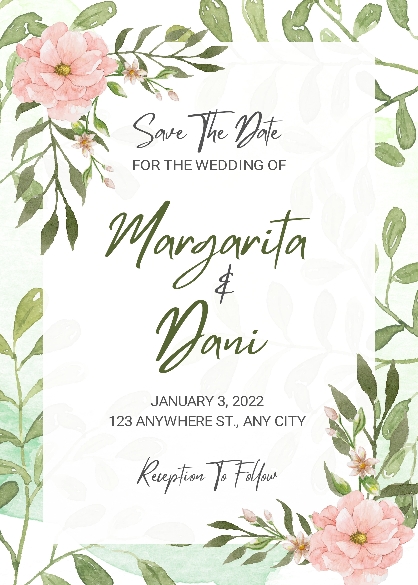 Save The Date
FOR THE WEDDING OF
Margarita
&
Dani
JANUARY 3, 2022
123 ANYWHERE ST., ANY CITY
Reception To Follow